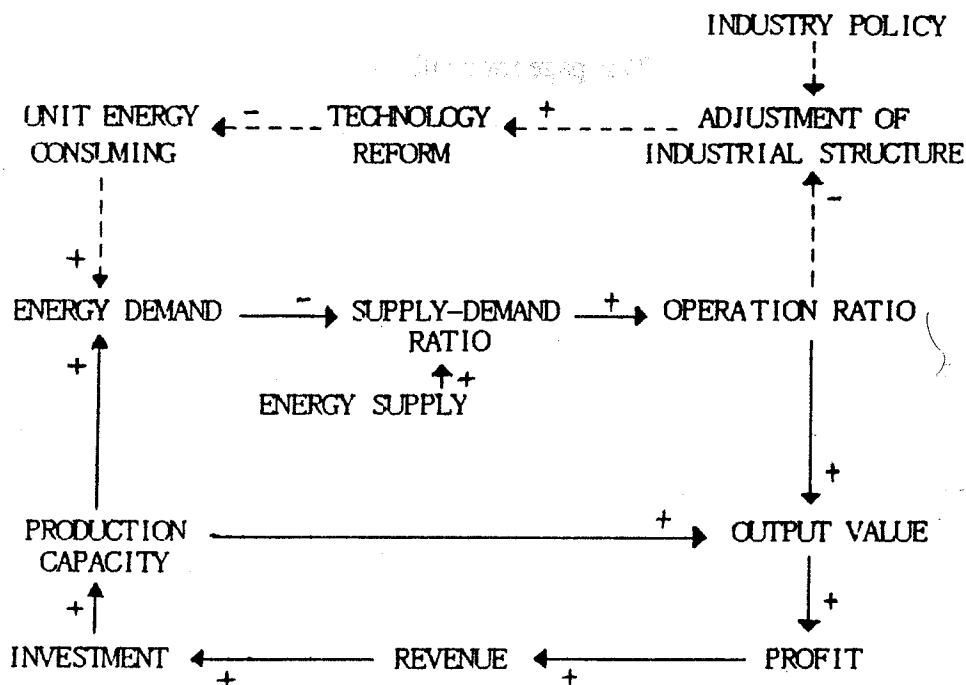 INDUSTRY POLICY
UNIT ENERGY
CONSUMING
-
TECHNOLOGY
REFORM
+
ADJUSTMENT OF
INDUSTRIAL STRUCTURE
-
+
ENERGY DEMAND
-
SUPPLY-DEMAND
RATIO
+
OPERATION RATIO
+
+
ENERGY SUPPLY
+
PRODUCTION
CAPACITY
+
OUTPUT VALUE
+
+
INVESTMENT
+
REVENUE
+
PROFIT